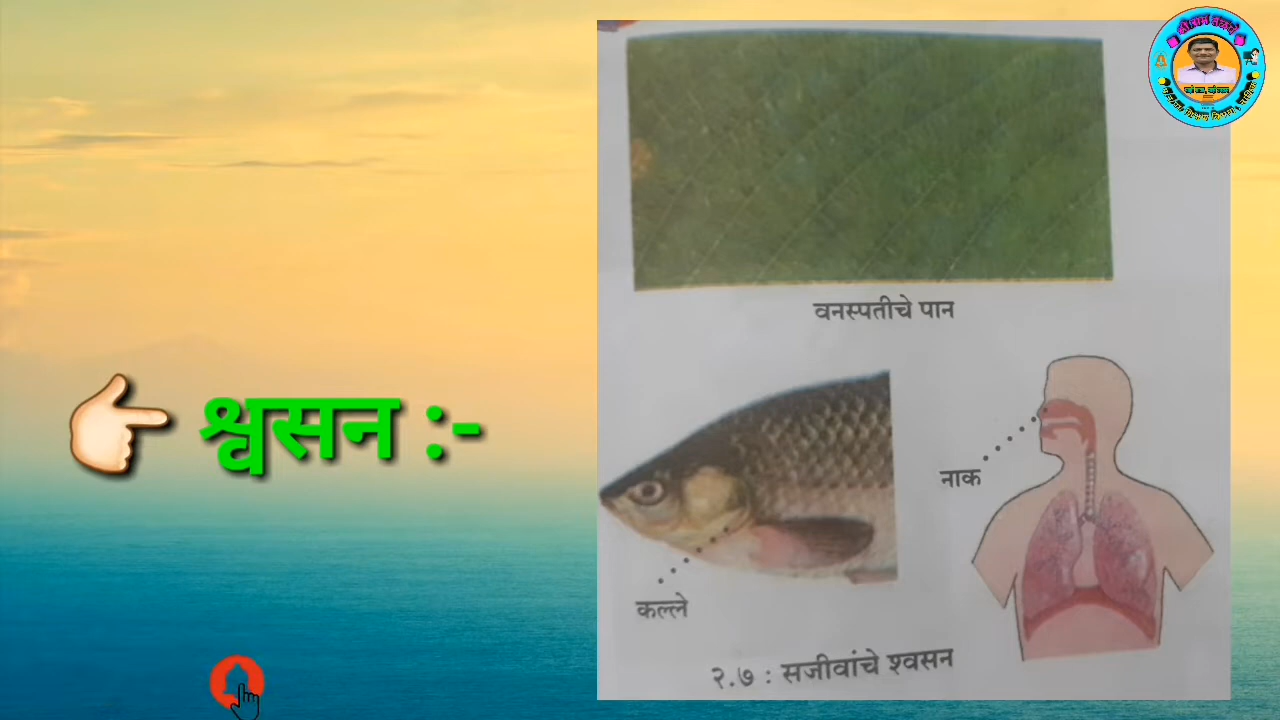 श्वसन :-
वनस्पतीचे पान
नाक
कल्ले
२.७ : सजीवांचे श्वसन